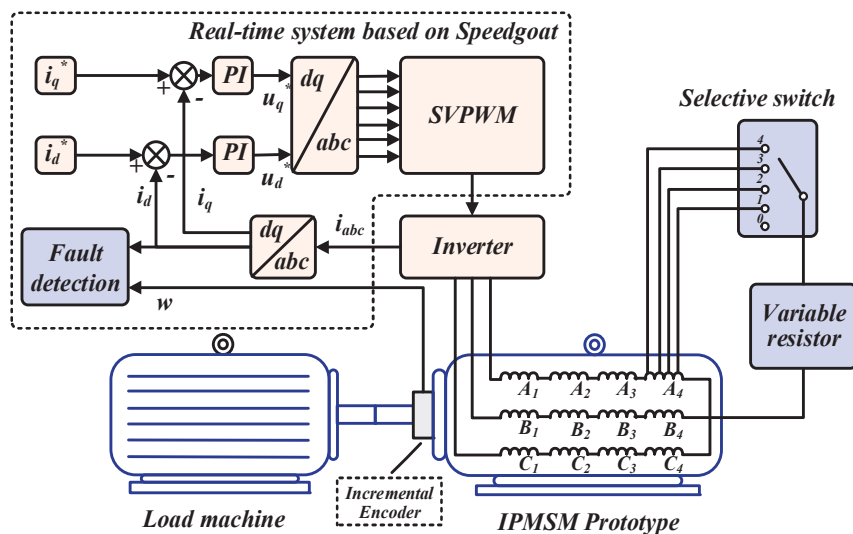 Real-time system based on Speedgoat
i_q^*
+
-
PI
u_q^*
dq
abc
SVPWM
i_d^*
+
-
PI
u_d^*
i_d
i_q
dq
abc
i_abc
Inverter
Fault
detection
w
Selective switch
4
3
2
1
0
Variable
resistor
A_1 A_2 A_3 A_4
B_1 B_2 B_3 B_4
C_1 C_2 C_3 C_4
Incremental
Encoder
Load machine
IPMSM Prototype